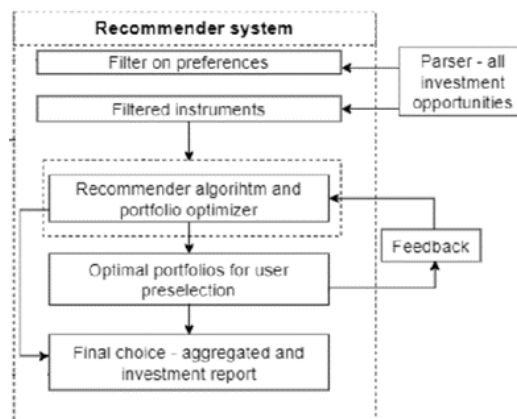 Recommender system
Filter on preferences
Parser - all
investment
opportunities
Filtered instruments
Recommender algorihtm and
portfolio optimizer
Feedback
Optimal portfolios for user
preselection
Final choice - aggregated and
investment report